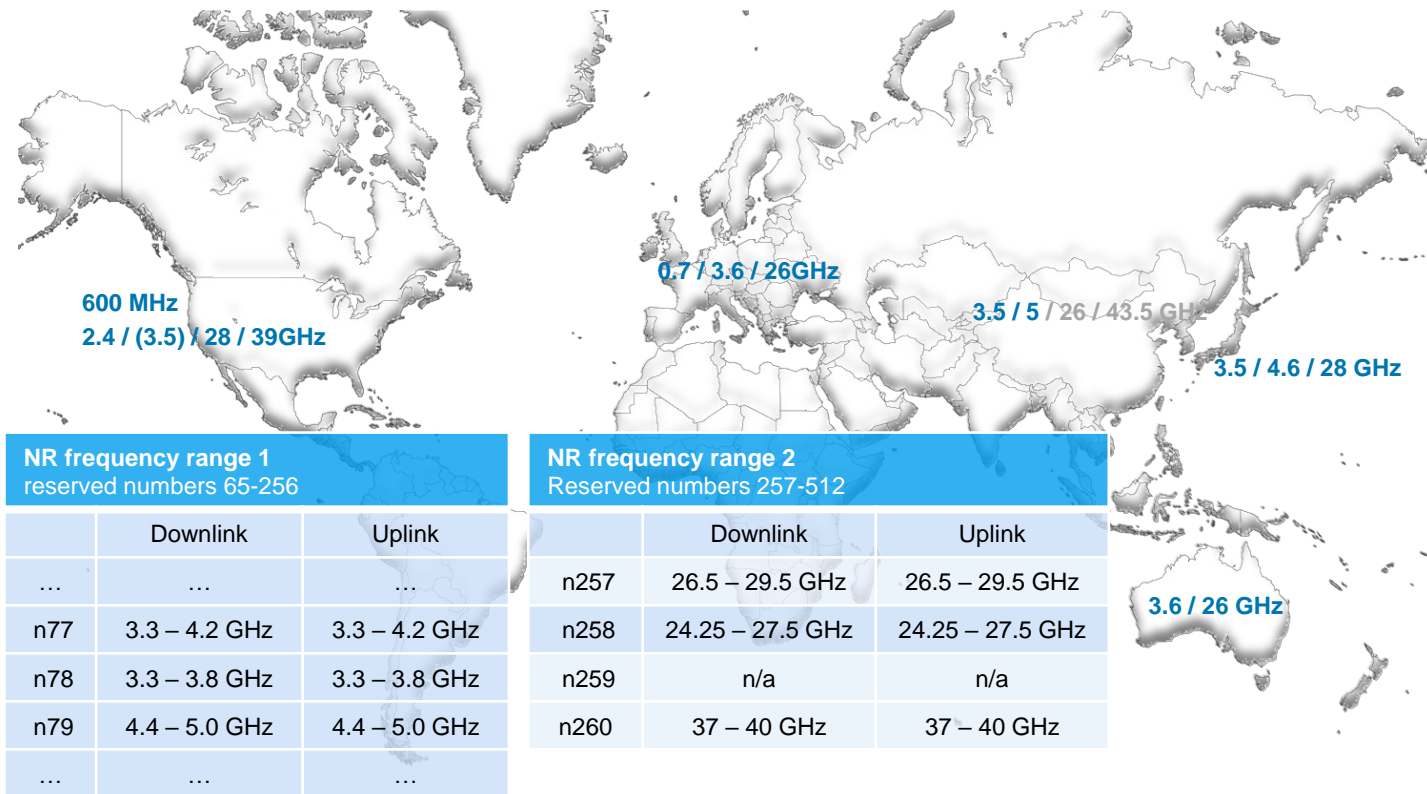 600 MHz
2.4 / (3.5) / 28 / 39GHz
0.7 / 3.6 / 26GHz
3.5 / 5 / 26 / 43.5 GHz
3.5 / 4.6 / 28 GHz
3.6 / 26 GHz
NR frequency range 1
reserved numbers 65-256
Downlink Uplink
… … …
n77 3.3 – 4.2 GHz 3.3 – 4.2 GHz
n78 3.3 – 3.8 GHz 3.3 – 3.8 GHz
n79 4.4 – 5.0 GHz 4.4 – 5.0 GHz
… … …
NR frequency range 2
Reserved numbers 257-512
Downlink Uplink
n257 26.5 – 29.5 GHz 26.5 – 29.5 GHz
n258 24.25 – 27.5 GHz 24.25 – 27.5 GHz
n259 n/a n/a
n260 37 – 40 GHz 37 – 40 GHz